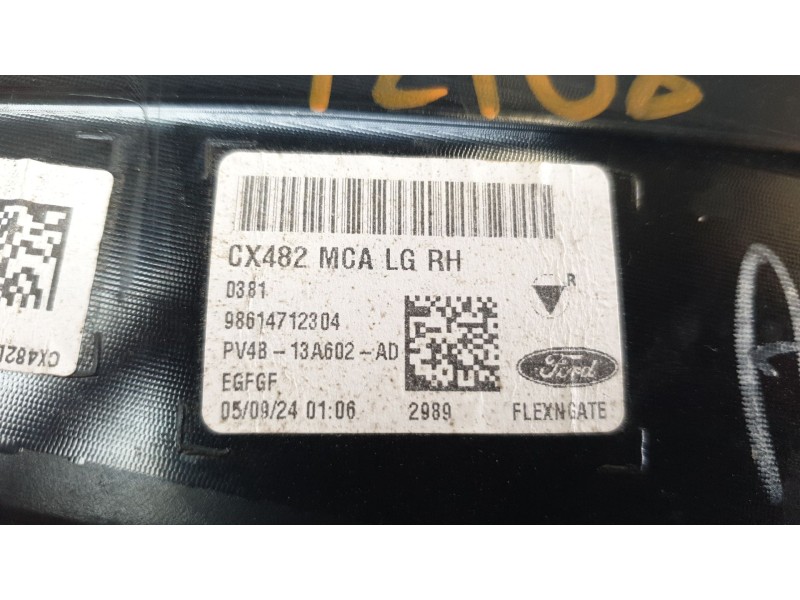 CX482 MCA LG RH
R
0381
98614712304
PV4B-13A602-AD
Ford
EGFGF
05/09/24 01:06 2989 FLEXNGATE
A